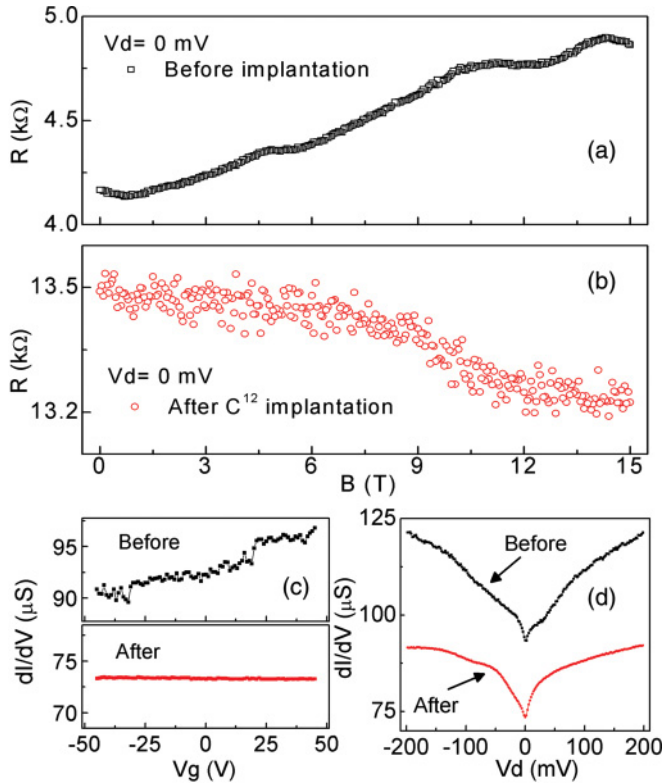 5.0
Vd= 0 mV
Before implantation
R (kΩ)
4.5
(a)
4.0
(b)
13.5
R (kΩ)
Vd= 0 mV
13.2
After C¹² implantation
0 3 6 9 12 15
B (T)
95
Before
90
(c)
dI/dV (μS)
75
After
73
70
-50 -25 0 25 50
Vg (V)
125
Before
(d)
dI/dV (μS)
100
After
75
-200 -100 0 100 200
Vd (mV)